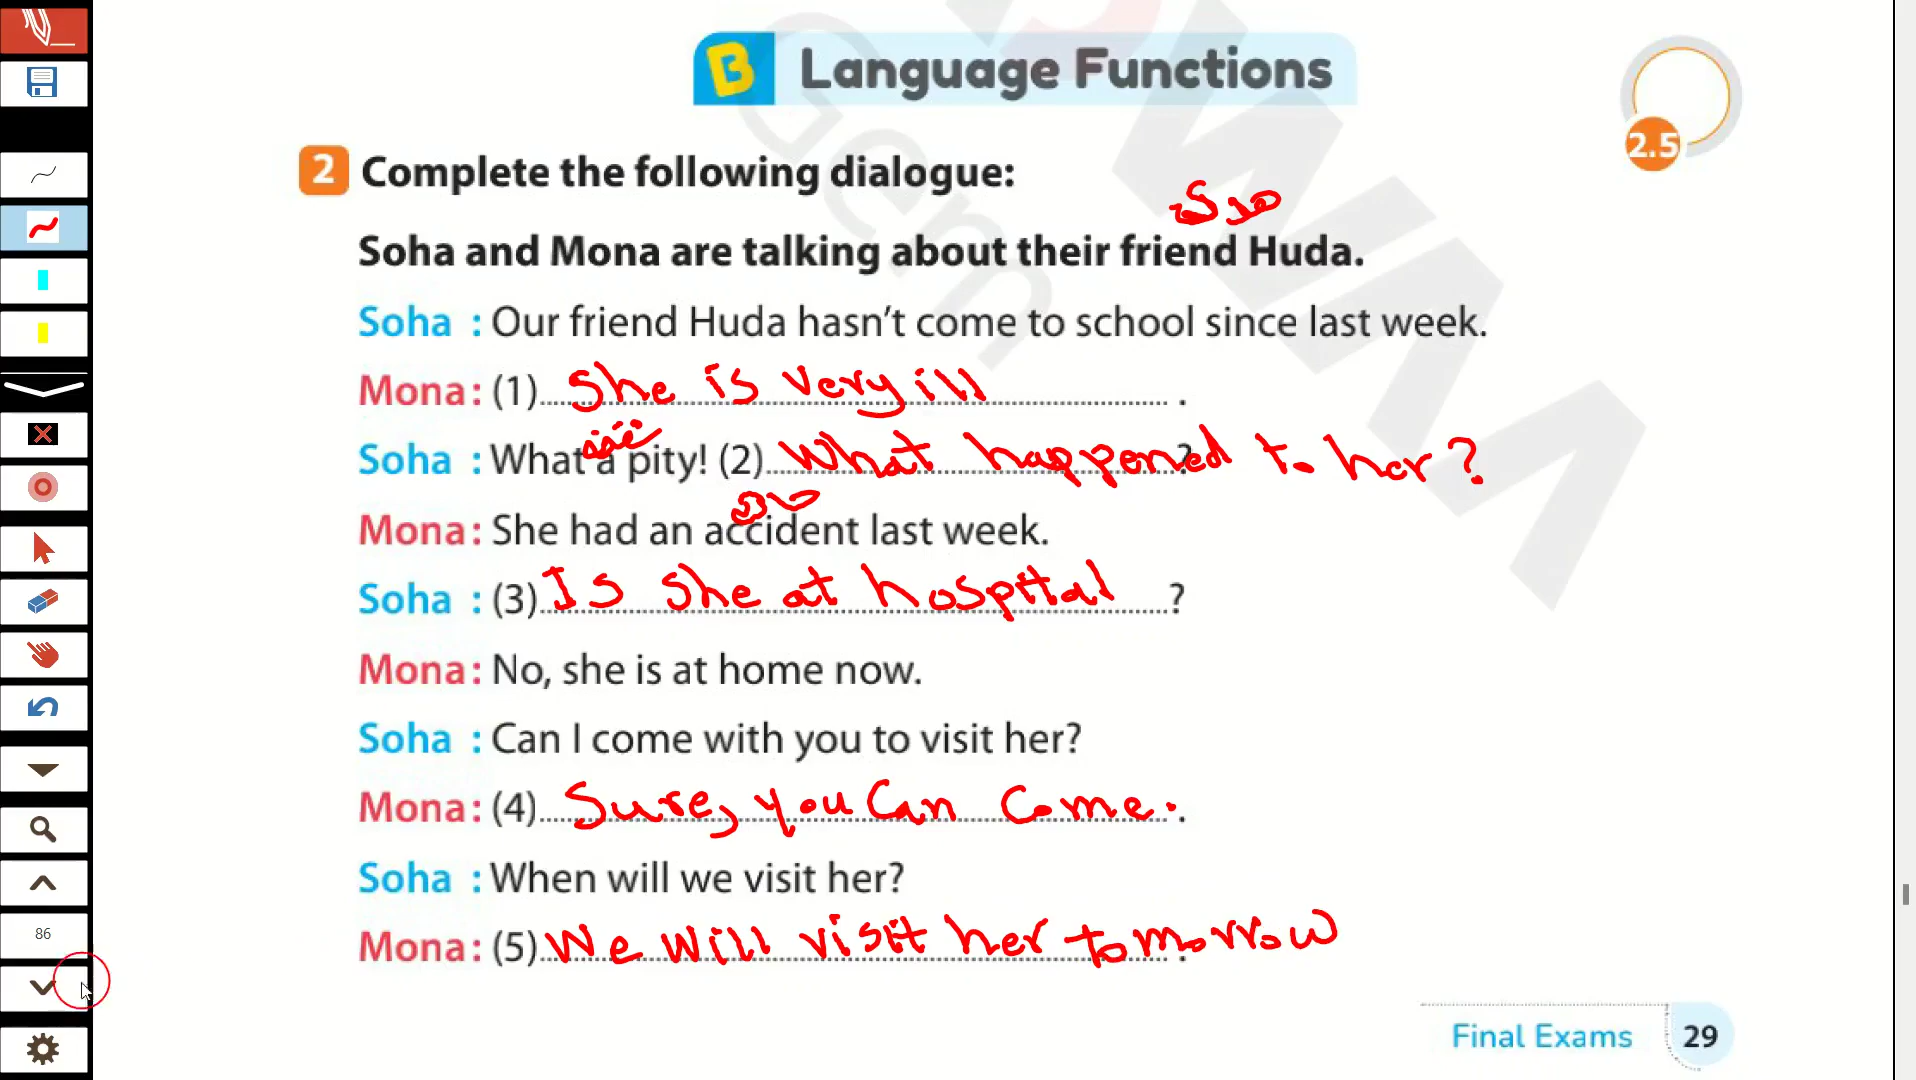 B Language Functions
2.5
2 Complete the following dialogue:
هدى
Soha and Mona are talking about their friend Huda.
Soha : Our friend Huda hasn't come to school since last week.
Mona: (1) She is very ill .
Soha : What a pity! (2) What happened to her? ?
حادث
Mona: She had an accident last week.
Soha : (3) Is she at hospital ?
Mona: No, she is at home now.
Soha : Can I come with you to visit her?
Mona: (4) Sure, you can come. .
Soha : When will we visit her?
Mona: (5) We will visit her tomorrow .
Final Exams 29
86